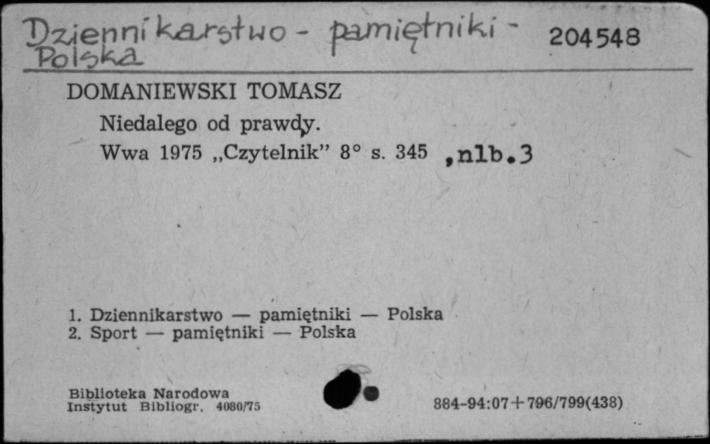 Dziennikarstwo - pamiętniki - 204548
Polska
DOMANIEWSKI TOMASZ
Niedalego od prawdy.
Wwa 1975 „Czytelnik” 8° s. 345 ,nlb.3
1. Dziennikarstwo — pamiętniki — Polska
2. Sport — pamiętniki — Polska
Biblioteka Narodowa
Instytut Bibliogr. 4080/75 884-94:07+796/799(438)